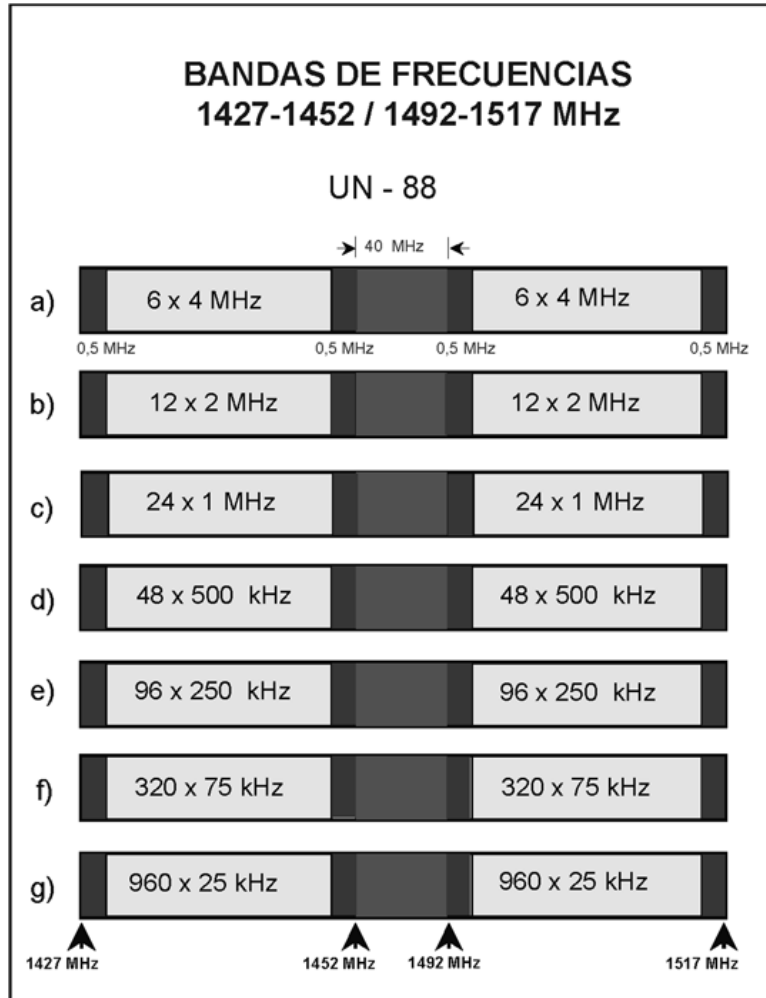 BANDAS DE FRECUENCIAS
1427-1452 / 1492-1517 MHz
UN - 88
40 MHz
a) 6 x 4 MHz 6 x 4 MHz
0,5 MHz 0,5 MHz 0,5 MHz 0,5 MHz
b) 12 x 2 MHz 12 x 2 MHz
c) 24 x 1 MHz 24 x 1 MHz
d) 48 x 500 kHz 48 x 500 kHz
e) 96 x 250 kHz 96 x 250 kHz
f) 320 x 75 kHz 320 x 75 kHz
g) 960 x 25 kHz 960 x 25 kHz
1427 MHz 1452 MHz 1492 MHz 1517 MHz